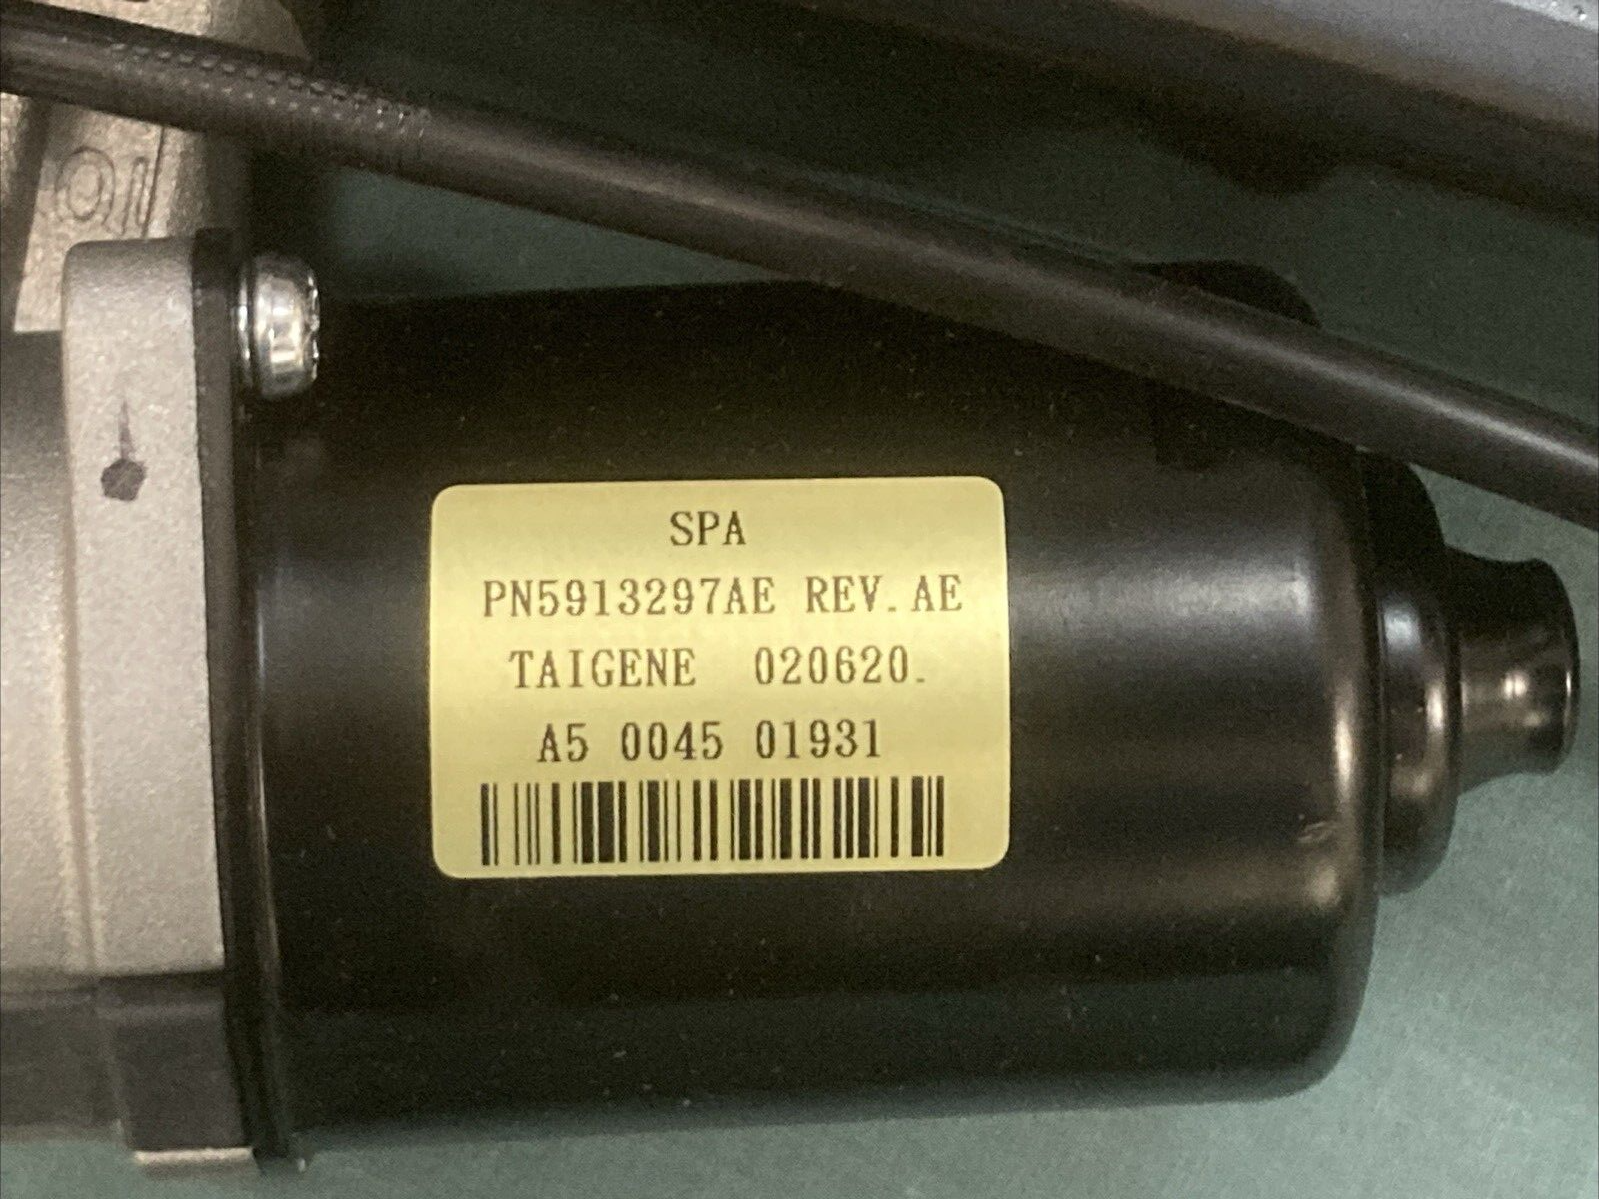 SPA
PN5913297AE REV.AE
TAIGENE 020620.
A5 0045 01931